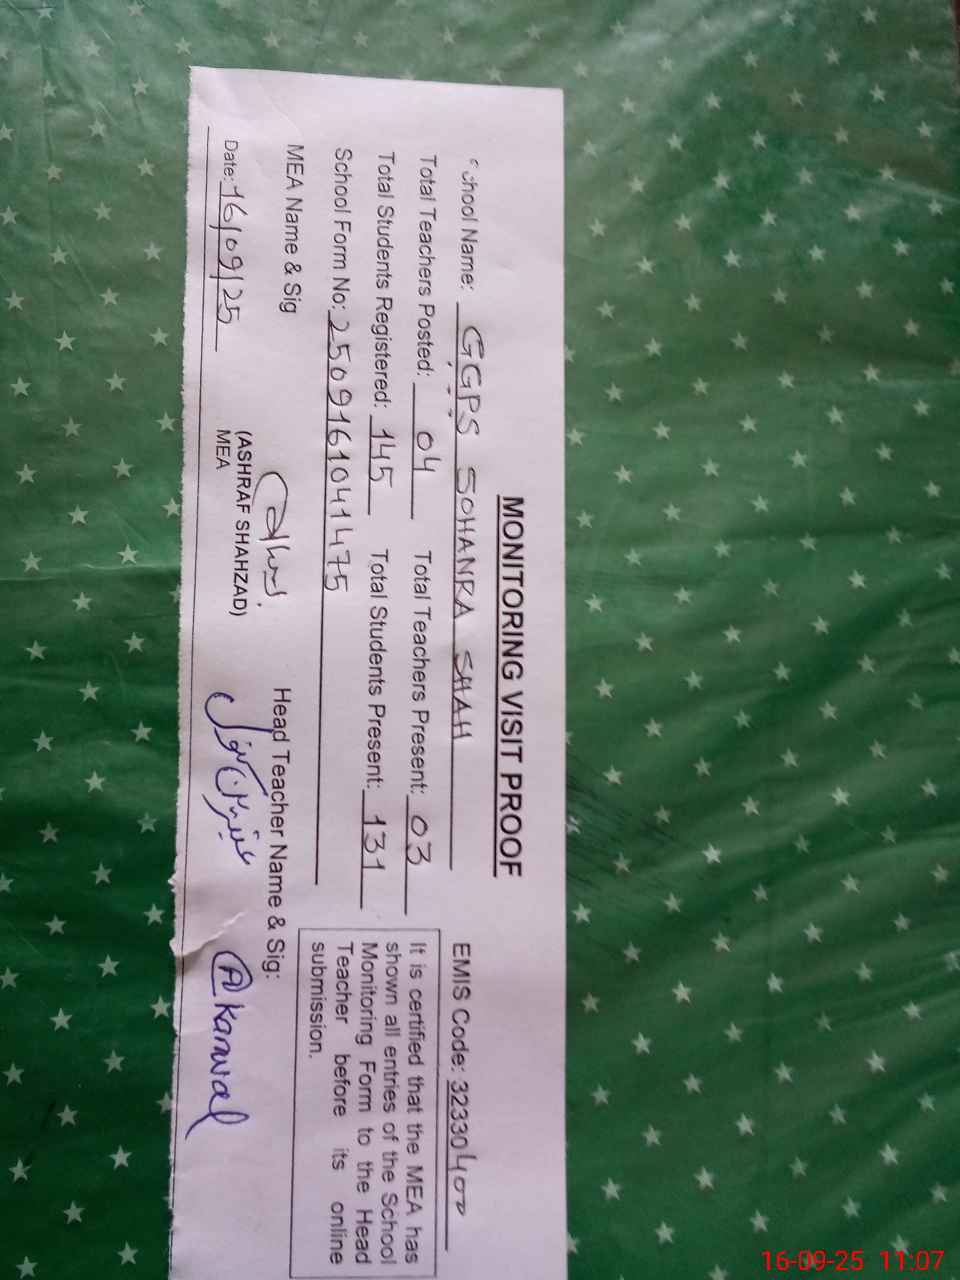 MONITORING VISIT PROOF
School Name: GGPS SOHANRA SHAH EMIS Code: 32330400
Total Teachers Posted: 04 Total Teachers Present: 03
Total Students Registered: 145 Total Students Present: 131
School Form No: 2509161041475
It is certified that the MEA has
shown all entries of the School
Monitoring Form to the Head
Teacher before its online
submission.
MEA Name & Sig
Head Teacher Name & Sig:
(ASHRAF SHAHZAD)
MEA
Date: 16/09/25
عنبرین کنول
@Kanwal
16-09-25 11:07